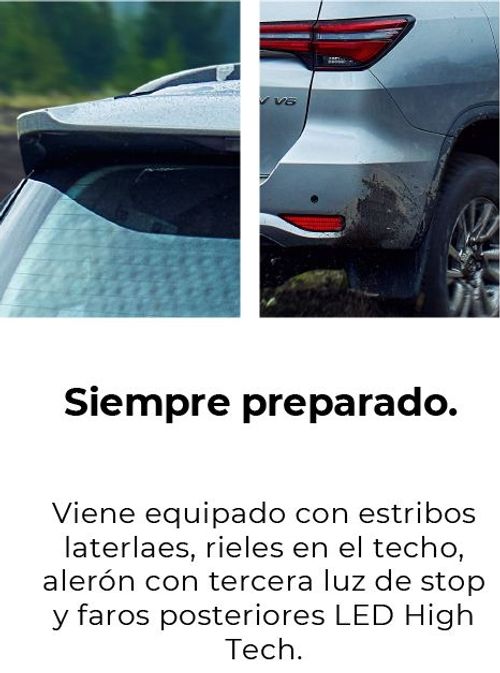 V V6
Siempre preparado.
Viene equipado con estribos
laterlaes, rieles en el techo,
alerón con tercera luz de stop
y faros posteriores LED High
Tech.